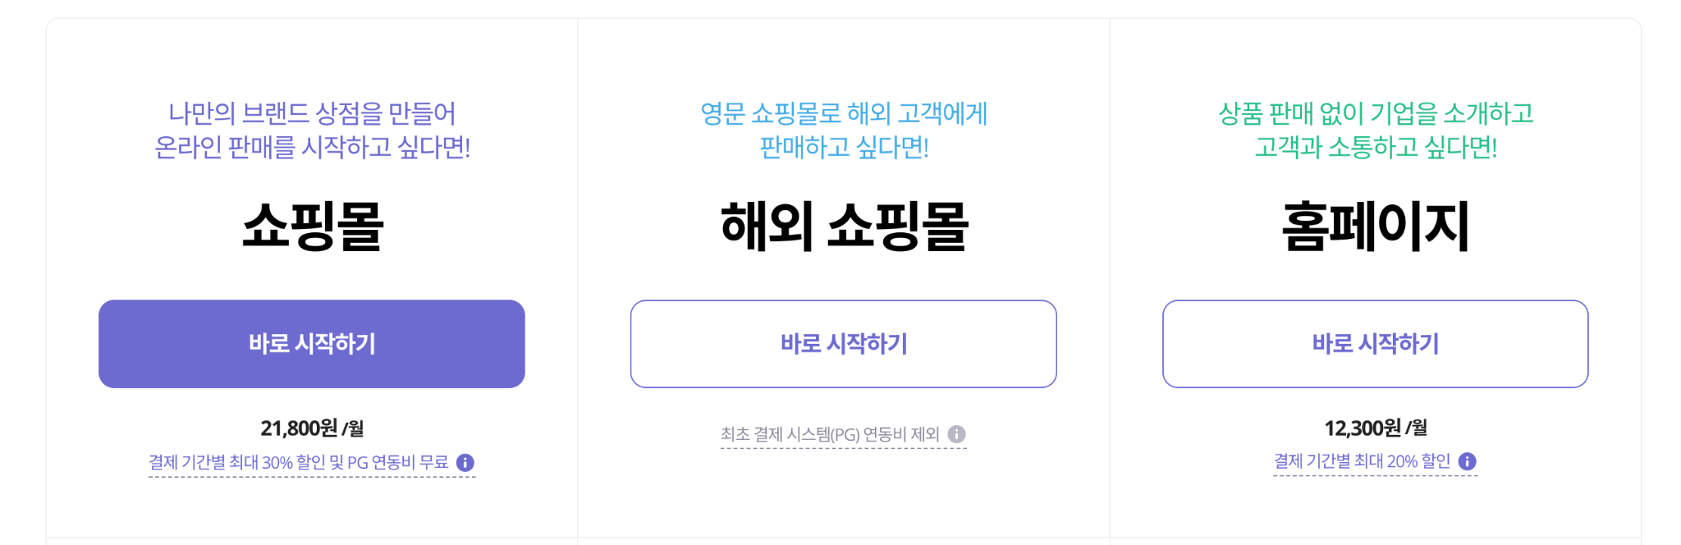 나만의 브랜드 상점을 만들어
온라인 판매를 시작하고 싶다면!
쇼핑몰
바로 시작하기
21,800원 /월
결제 기간별 최대 30% 할인 및 PG 연동비 무료
영문 쇼핑몰로 해외 고객에게
판매하고 싶다면!
해외 쇼핑몰
바로 시작하기
최초 결제 시스템(PG) 연동비 제외
상품 판매 없이 기업을 소개하고
고객과 소통하고 싶다면!
홈페이지
바로 시작하기
12,300원 /월
결제 기간별 최대 20% 할인